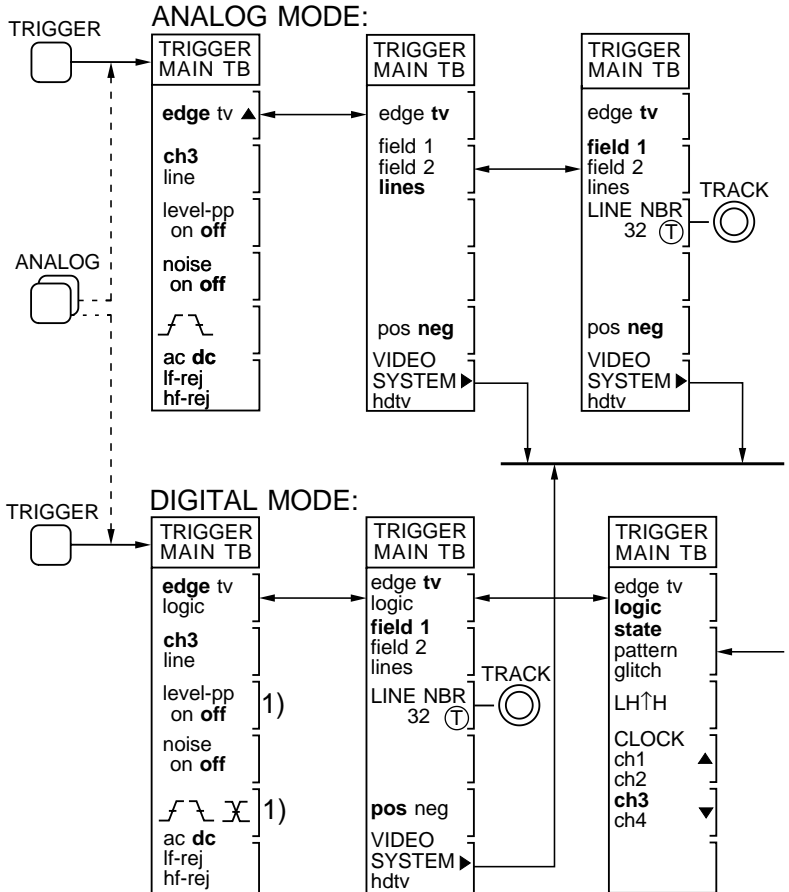 ANALOG MODE:
TRIGGER
TRIGGER
MAIN TB
edge tv ▲
ch3
line
level-pp
on off
noise
on off
ac dc
lf-rej
hf-rej
TRIGGER
MAIN TB
edge tv
field 1
field 2
lines
pos neg
VIDEO
SYSTEM ▶
hdtv
TRIGGER
MAIN TB
edge tv
field 1
field 2
lines
LINE NBR
32 Ⓣ
TRACK
pos neg
VIDEO
SYSTEM ▶
hdtv
ANALOG
DIGITAL MODE:
TRIGGER
TRIGGER
MAIN TB
edge tv
logic
ch3
line
level-pp
on off 1)
noise
on off
1)
ac dc
lf-rej
hf-rej
TRIGGER
MAIN TB
edge tv
logic
field 1
field 2
lines
LINE NBR
32 Ⓣ
TRACK
pos neg
VIDEO
SYSTEM ▶
hdtv
TRIGGER
MAIN TB
edge tv
logic
state
pattern
glitch
LH↑H
CLOCK
ch1 ▲
ch2
ch3
ch4 ▼